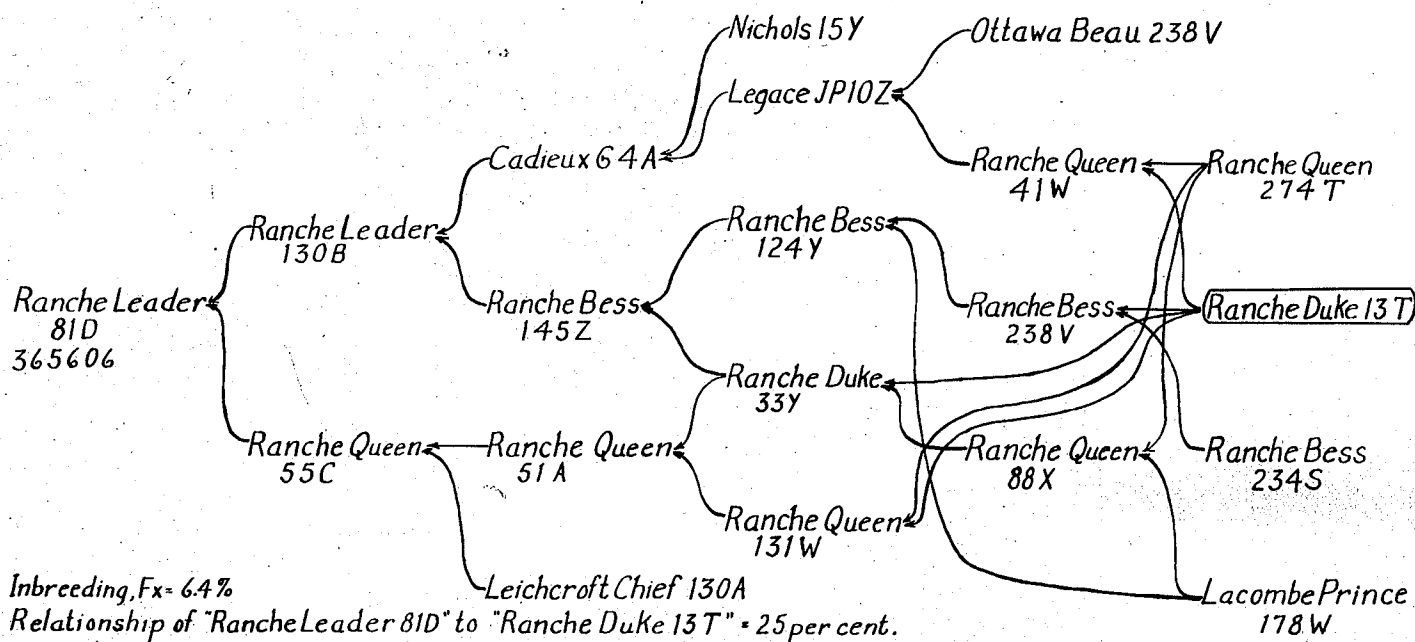 Nichols 15Y
Ottawa Beau 238V
Legace JP10Z
Cadieux 64A
Ranche Queen
41W
Ranche Queen
274T
Ranche Leader
130B
Ranche Bess
124Y
Ranche Leader
81D
365606
Ranche Bess
145Z
Ranche Bess
238V
Ranche Duke 13T
Ranche Duke
33Y
Ranche Queen
55C
Ranche Queen
51A
Ranche Queen
88X
Ranche Bess
234S
Ranche Queen
131W
Leichcroft Chief 130A
Lacombe Prince
178W
Inbreeding, Fx= 6.4%
Relationship of "Ranche Leader 81D" to "Ranche Duke 13T" = 25 per cent.